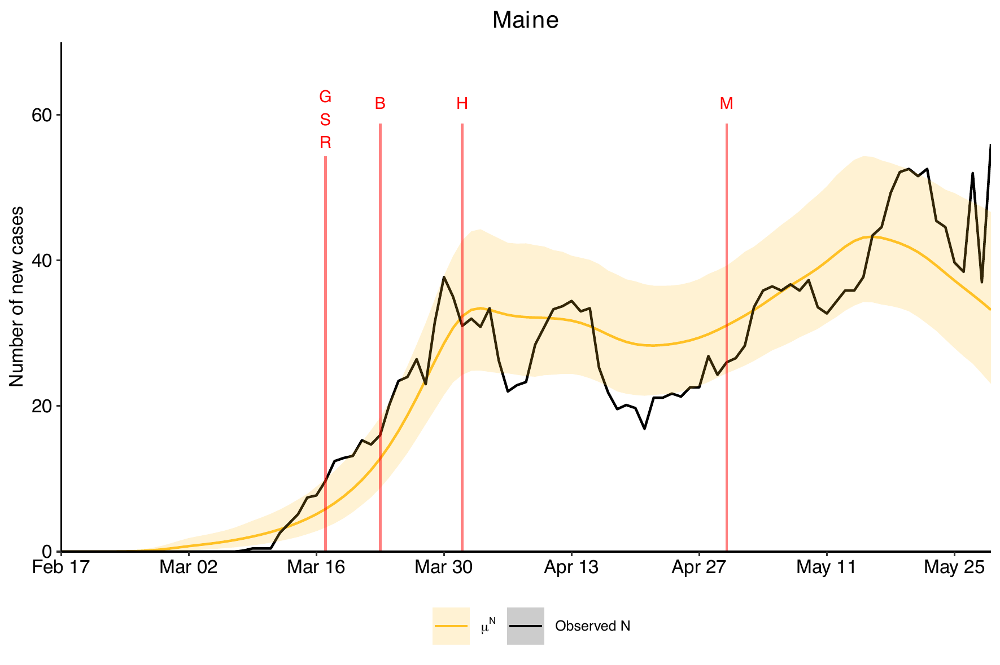 Maine
Number of new cases
60
40
20
0
G
S
R
B
H
M
Feb 17
Mar 02
Mar 16
Mar 30
Apr 13
Apr 27
May 11
May 25
μN
Observed N